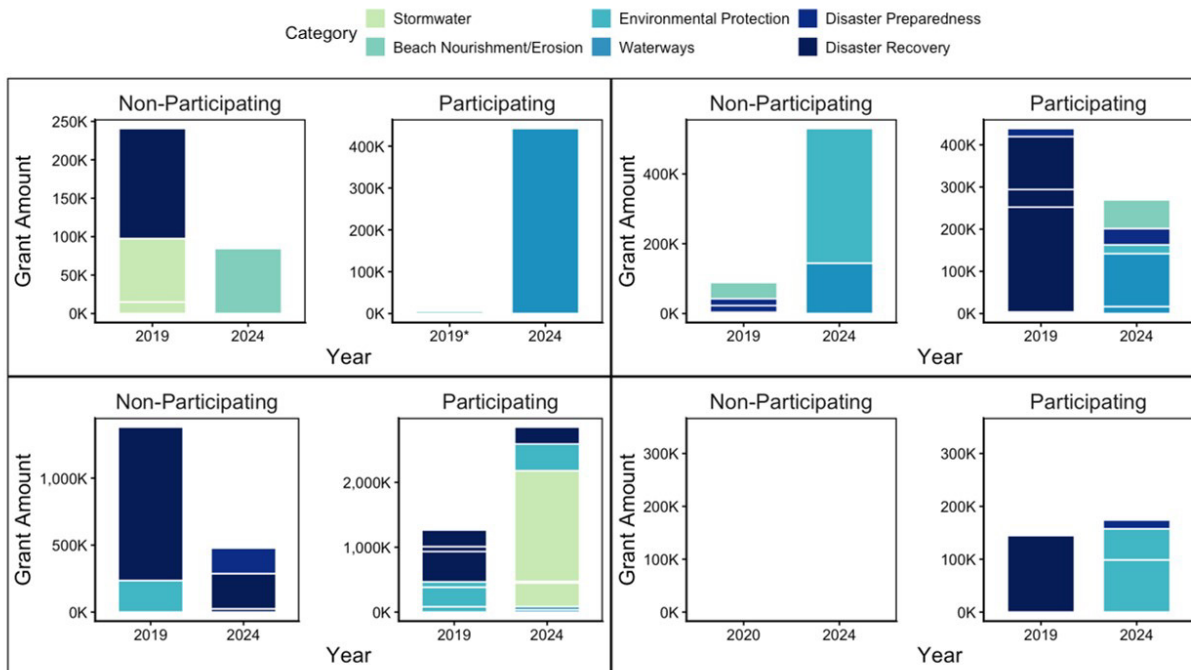 Category
Stormwater
Environmental Protection
Disaster Preparedness
Beach Nourishment/Erosion
Waterways
Disaster Recovery
Non-Participating
Participating
Grant Amount
250K
200K
150K
100K
50K
0K
2019
2024
400K
300K
200K
100K
0K
2019*
2024
Year
Non-Participating
Participating
Grant Amount
400K
200K
0K
2019
2024
400K
300K
200K
100K
0K
2019
2024
Year
Non-Participating
Participating
Grant Amount
1,000K
500K
0K
2019
2024
2,000K
1,000K
0K
2019
2024
Year
Non-Participating
Participating
Grant Amount
300K
200K
100K
0K
2020
2024
300K
200K
100K
0K
2019
2024
Year